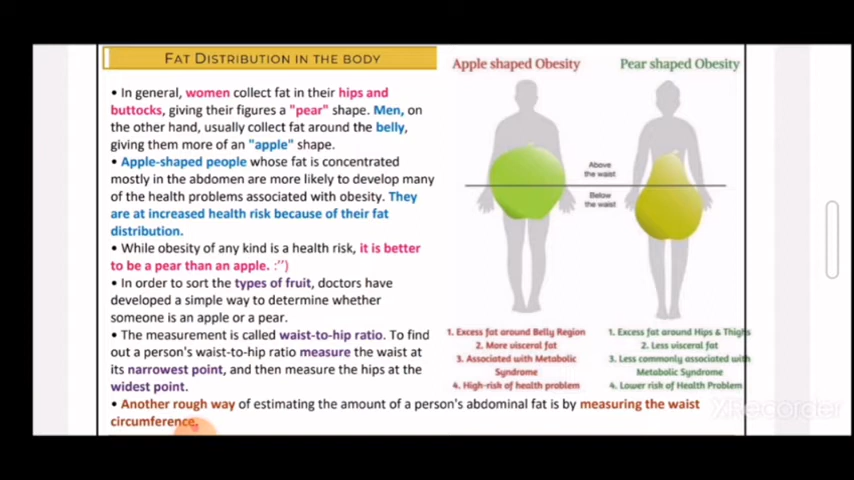 FAT DISTRIBUTION IN THE BODY
• In general, women collect fat in their hips and
buttocks, giving their figures a "pear" shape. Men, on
the other hand, usually collect fat around the belly,
giving them more of an "apple" shape.
• Apple-shaped people whose fat is concentrated
mostly in the abdomen are more likely to develop many
of the health problems associated with obesity. They
are at increased health risk because of their fat
distribution.
• While obesity of any kind is a health risk, it is better
to be a pear than an apple. :'')
• In order to sort the types of fruit, doctors have
developed a simple way to determine whether
someone is an apple or a pear.
• The measurement is called waist-to-hip ratio. To find
out a person's waist-to-hip ratio measure the waist at
its narrowest point, and then measure the hips at the
widest point.
• Another rough way of estimating the amount of a person's abdominal fat is by measuring the waist
circumference.
Apple shaped Obesity
Above
the waist
Below
the waist
1. Excess fat around Belly Region
2. More visceral fat
3. Associated with Metabolic
Syndrome
4. High-risk of health problem
Pear shaped Obesity
1. Excess fat around Hips & Thighs
2. Less visceral fat
3. Less commonly associated with
Metabolic Syndrome
4. Lower risk of Health Problem
XRecorder